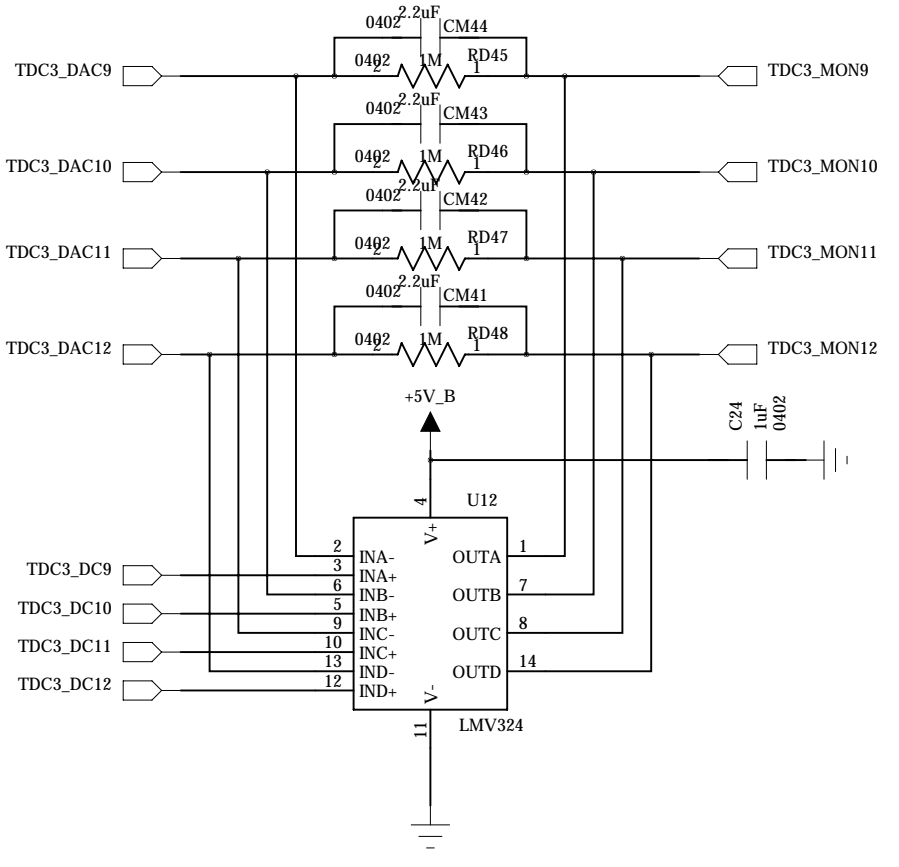 2.2uF
0402 CM44
0402 1M RD45
TDC3_DAC9 2 1 TDC3_MON9
2.2uF
0402 CM43
0402 1M RD46
TDC3_DAC10 2 1 TDC3_MON10
2.2uF
0402 CM42
0402 1M RD47
TDC3_DAC11 2 1 TDC3_MON11
2.2uF
0402 CM41
0402 1M RD48
TDC3_DAC12 2 1 TDC3_MON12
+5V_B
C24
1uF
0402
4 U12
V+
2 INA- OUTA 1
TDC3_DC9 3 INA+
6 INB- OUTB 7
TDC3_DC10 5 INB+
9 INC- OUTC 8
TDC3_DC11 10 INC+
13 IND- OUTD 14
TDC3_DC12 12 IND+
V-
11 LMV324